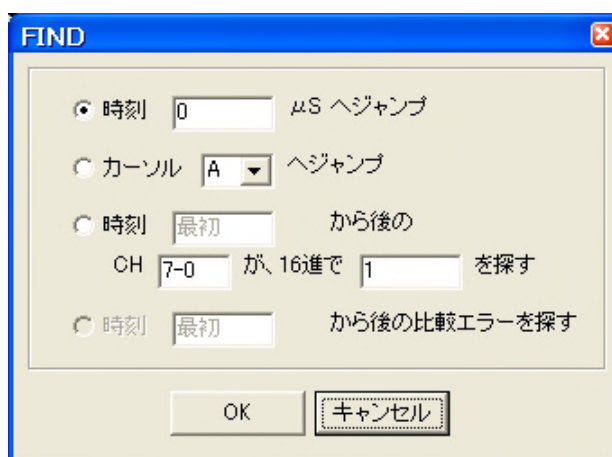 FIND
時刻 0 μS へジャンプ
カーソル A へジャンプ
時刻 最初 から後の
CH 7-0 が、16進で 1 を探す
時刻 最初 から後の比較エラーを探す
OK キャンセル